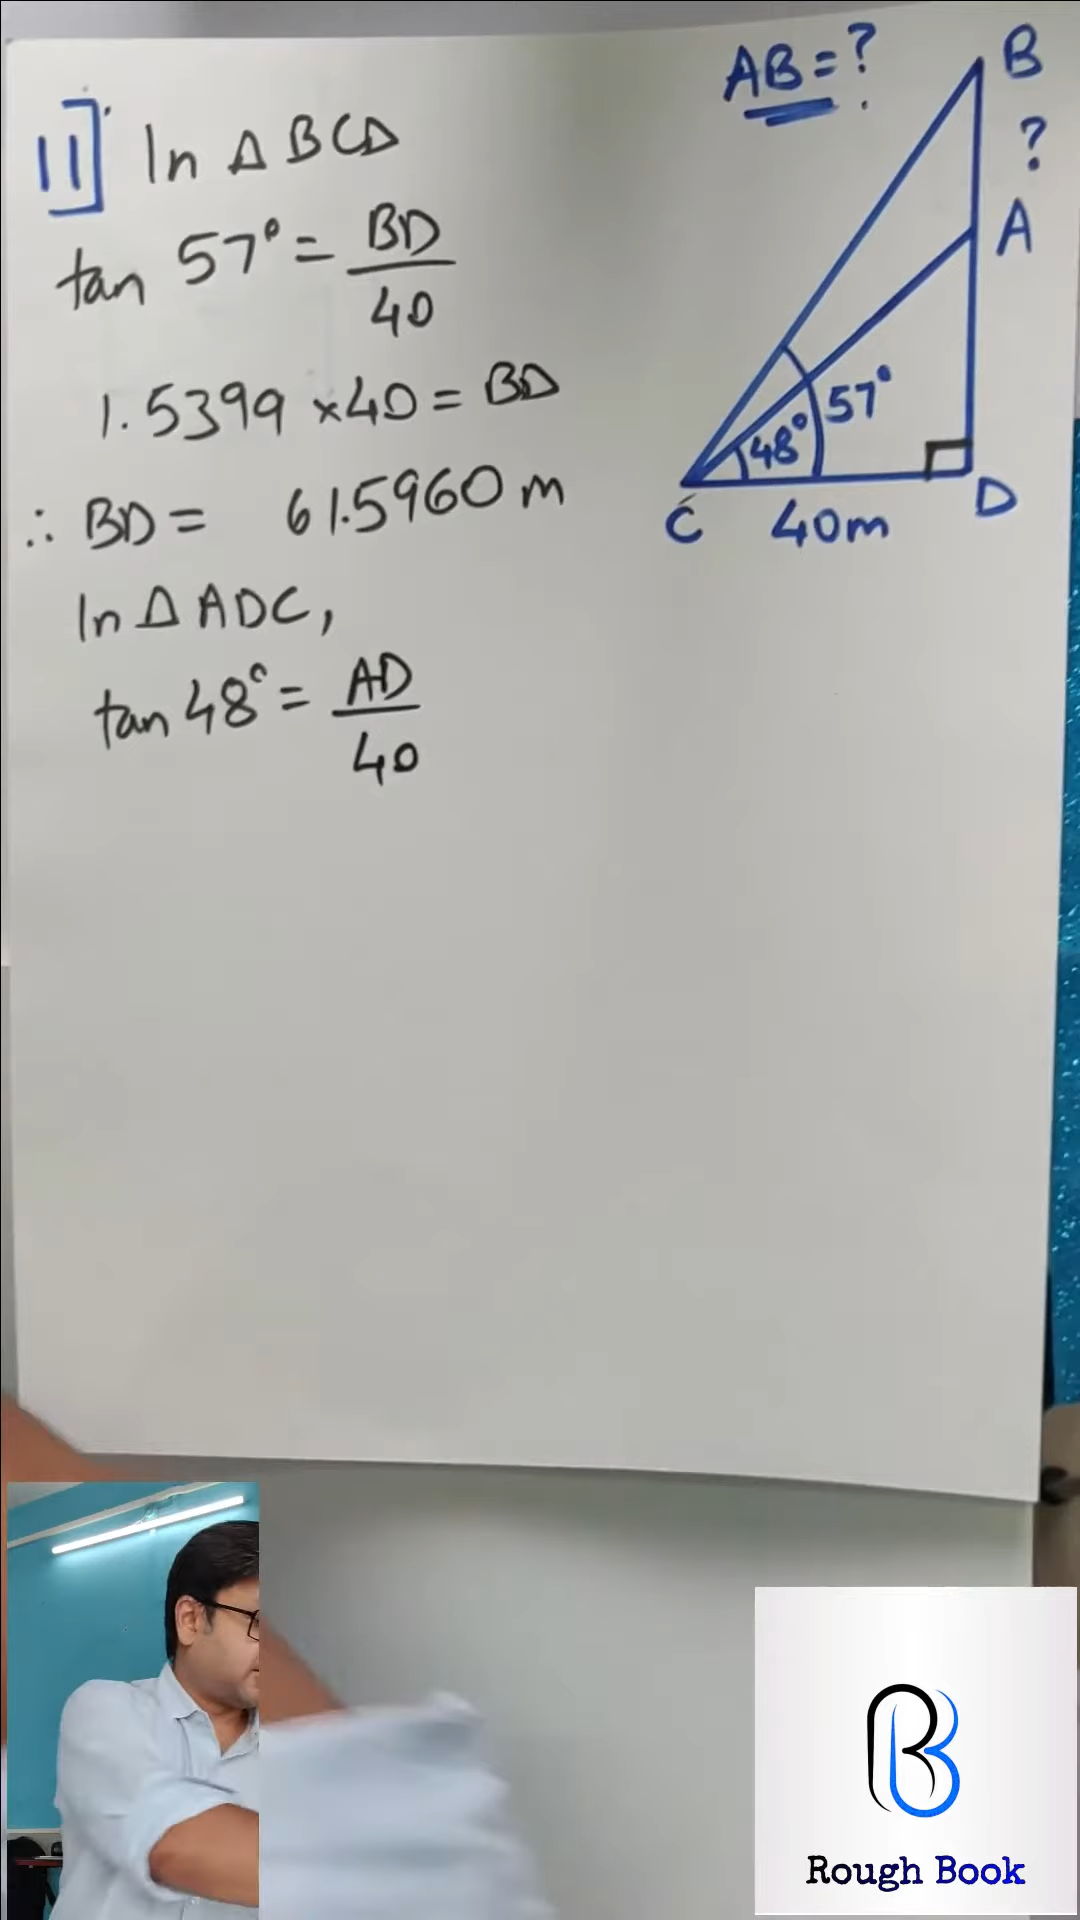 11] In Δ BCD
tan 57° = BD/40
1.5399 × 40 = BD
∴ BD = 61.5960 m
In Δ ADC,
tan 48° = AD/40
AB = ?
B
?
A
57°
48°
C 40m D
B
Rough Book